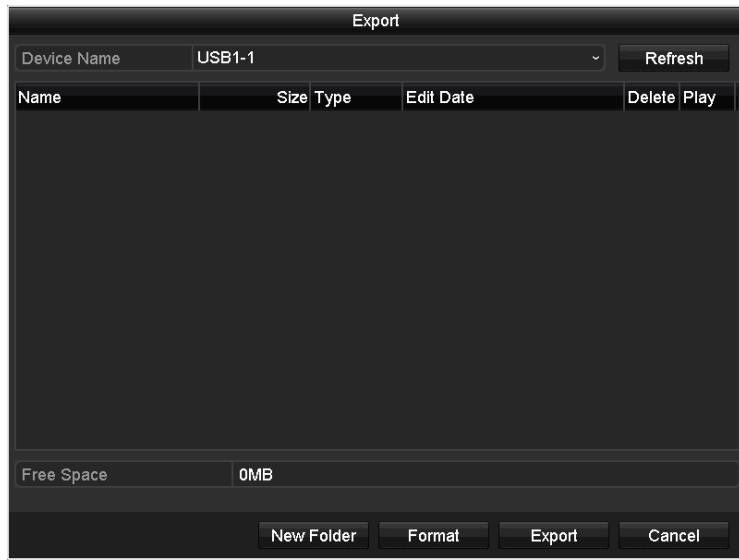 Export
Device Name USB1-1 Refresh
Name Size Type Edit Date Delete Play
Free Space 0MB
New Folder Format Export Cancel